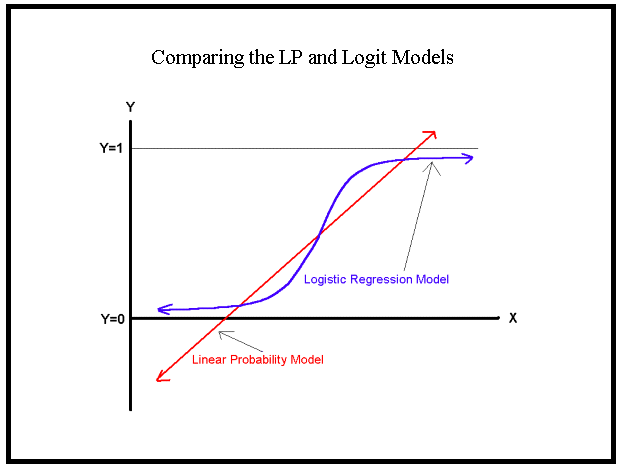 Comparing the LP and Logit Models
Y
Y=1
Logistic Regression Model
Y=0
X
Linear Probability Model